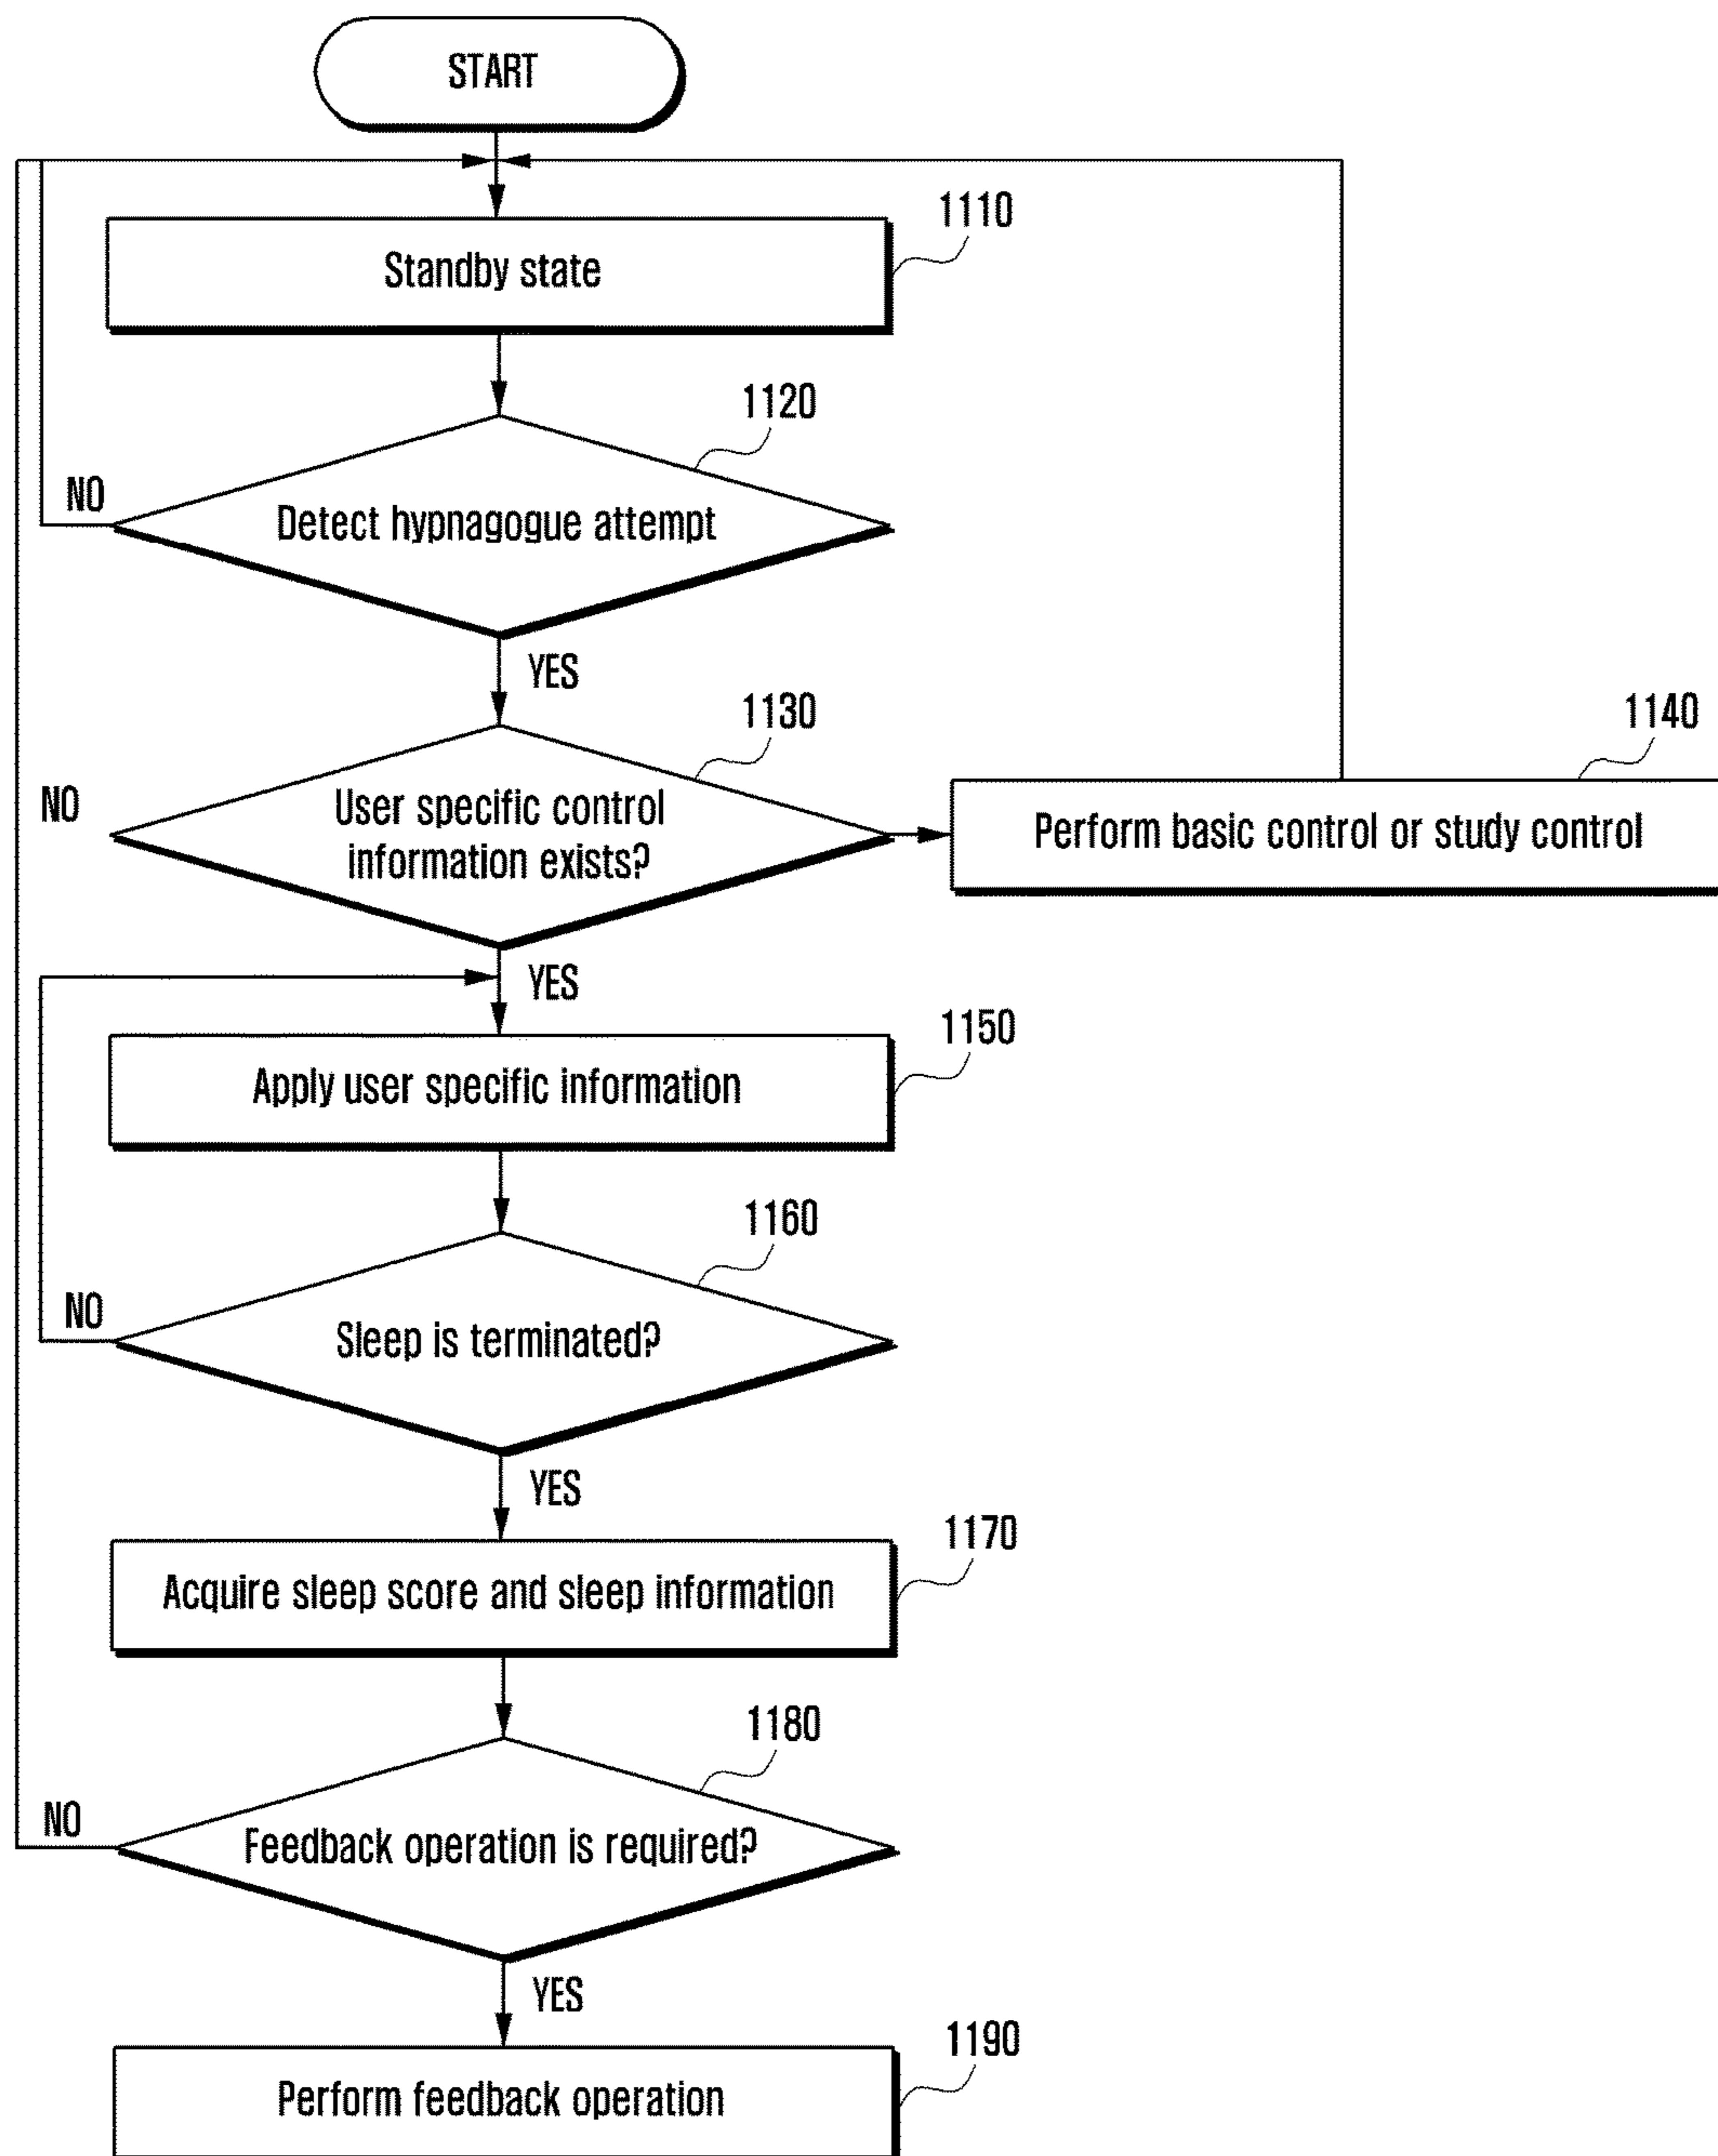 START
1110
Standby state
1120
NO
Detect hypnagogue attempt
YES
1130
1140
NO
User specific control
information exists?
Perform basic control or study control
YES
1150
Apply user specific information
1160
NO
Sleep is terminated?
YES
1170
Acquire sleep score and sleep information
1180
NO
Feedback operation is required?
YES
1190
Perform feedback operation